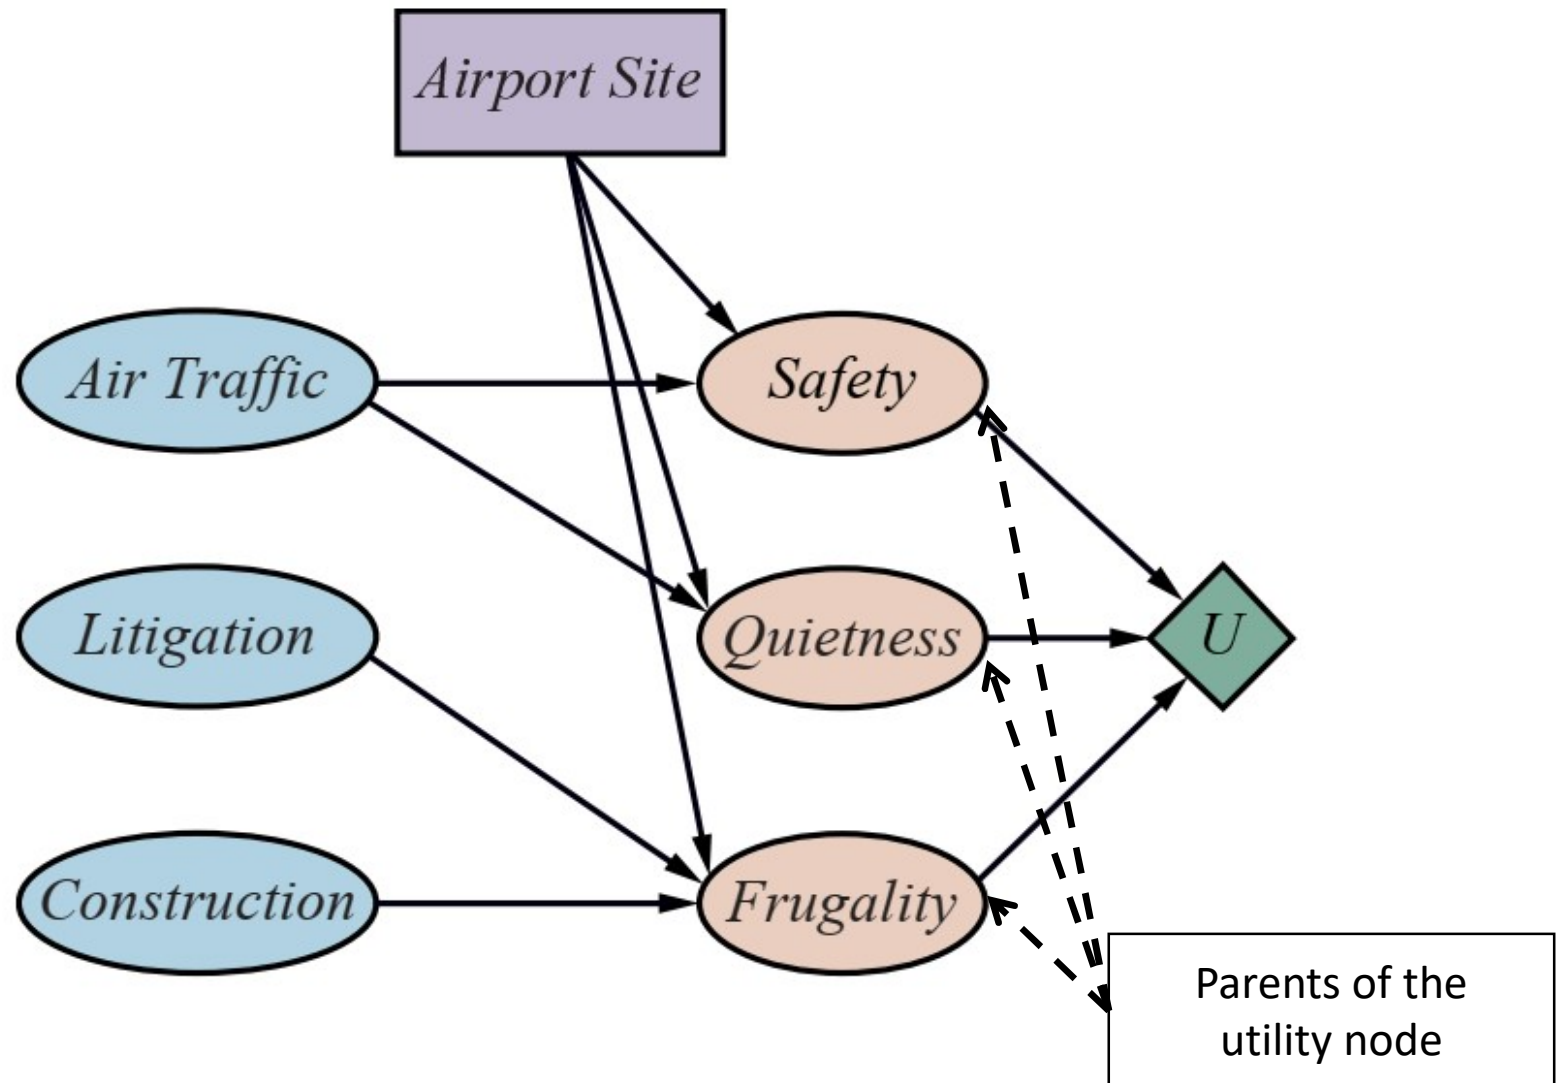 Airport Site
Air Traffic
Safety
Litigation
Quietness
U
Construction
Frugality
Parents of the
utility node